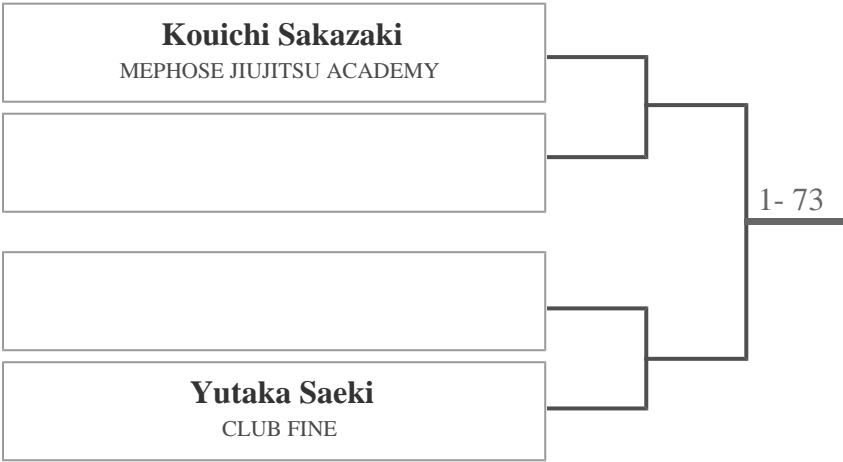 Kouichi Sakazaki
MEPHOSE JIUJITSU ACADEMY
1- 73
Yutaka Saeki
CLUB FINE